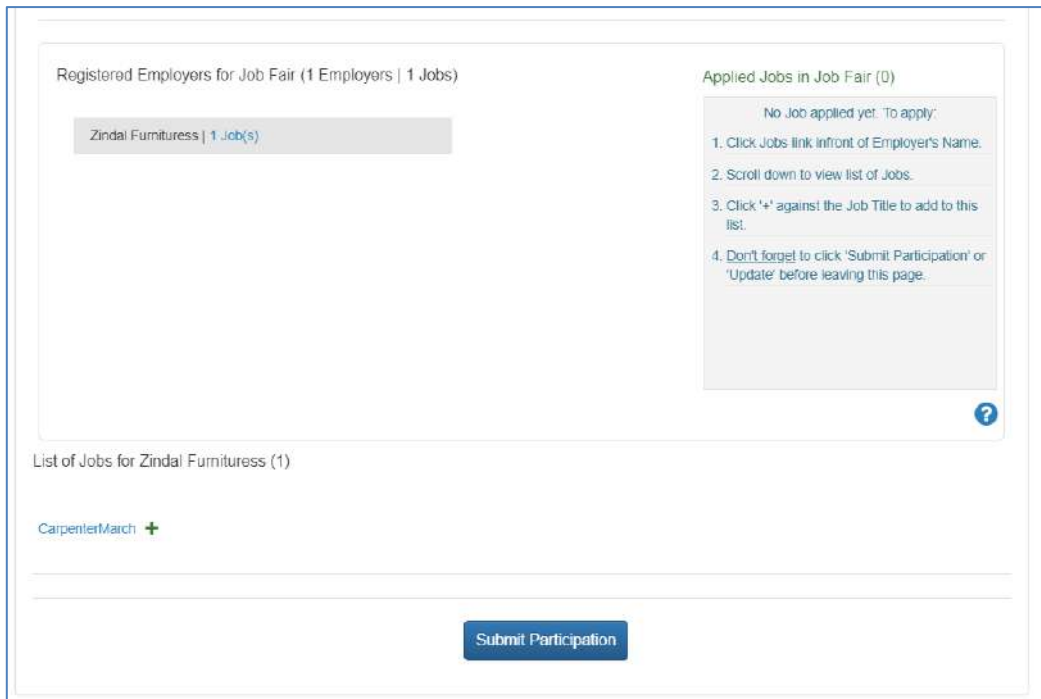 Registered Employers for Job Fair (1 Employers | 1 Jobs)
Zindal Furnituress | 1 Job(s)
Applied Jobs in Job Fair (0)
No Job applied yet. To apply:
1. Click Jobs link infront of Employer's Name.
2. Scroll down to view list of Jobs.
3. Click '+' against the Job Title to add to this
list.
4. Don't forget to click 'Submit Participation' or
'Update' before leaving this page.
?
List of Jobs for Zindal Furnituress (1)
CarpenterMarch +
Submit Participation